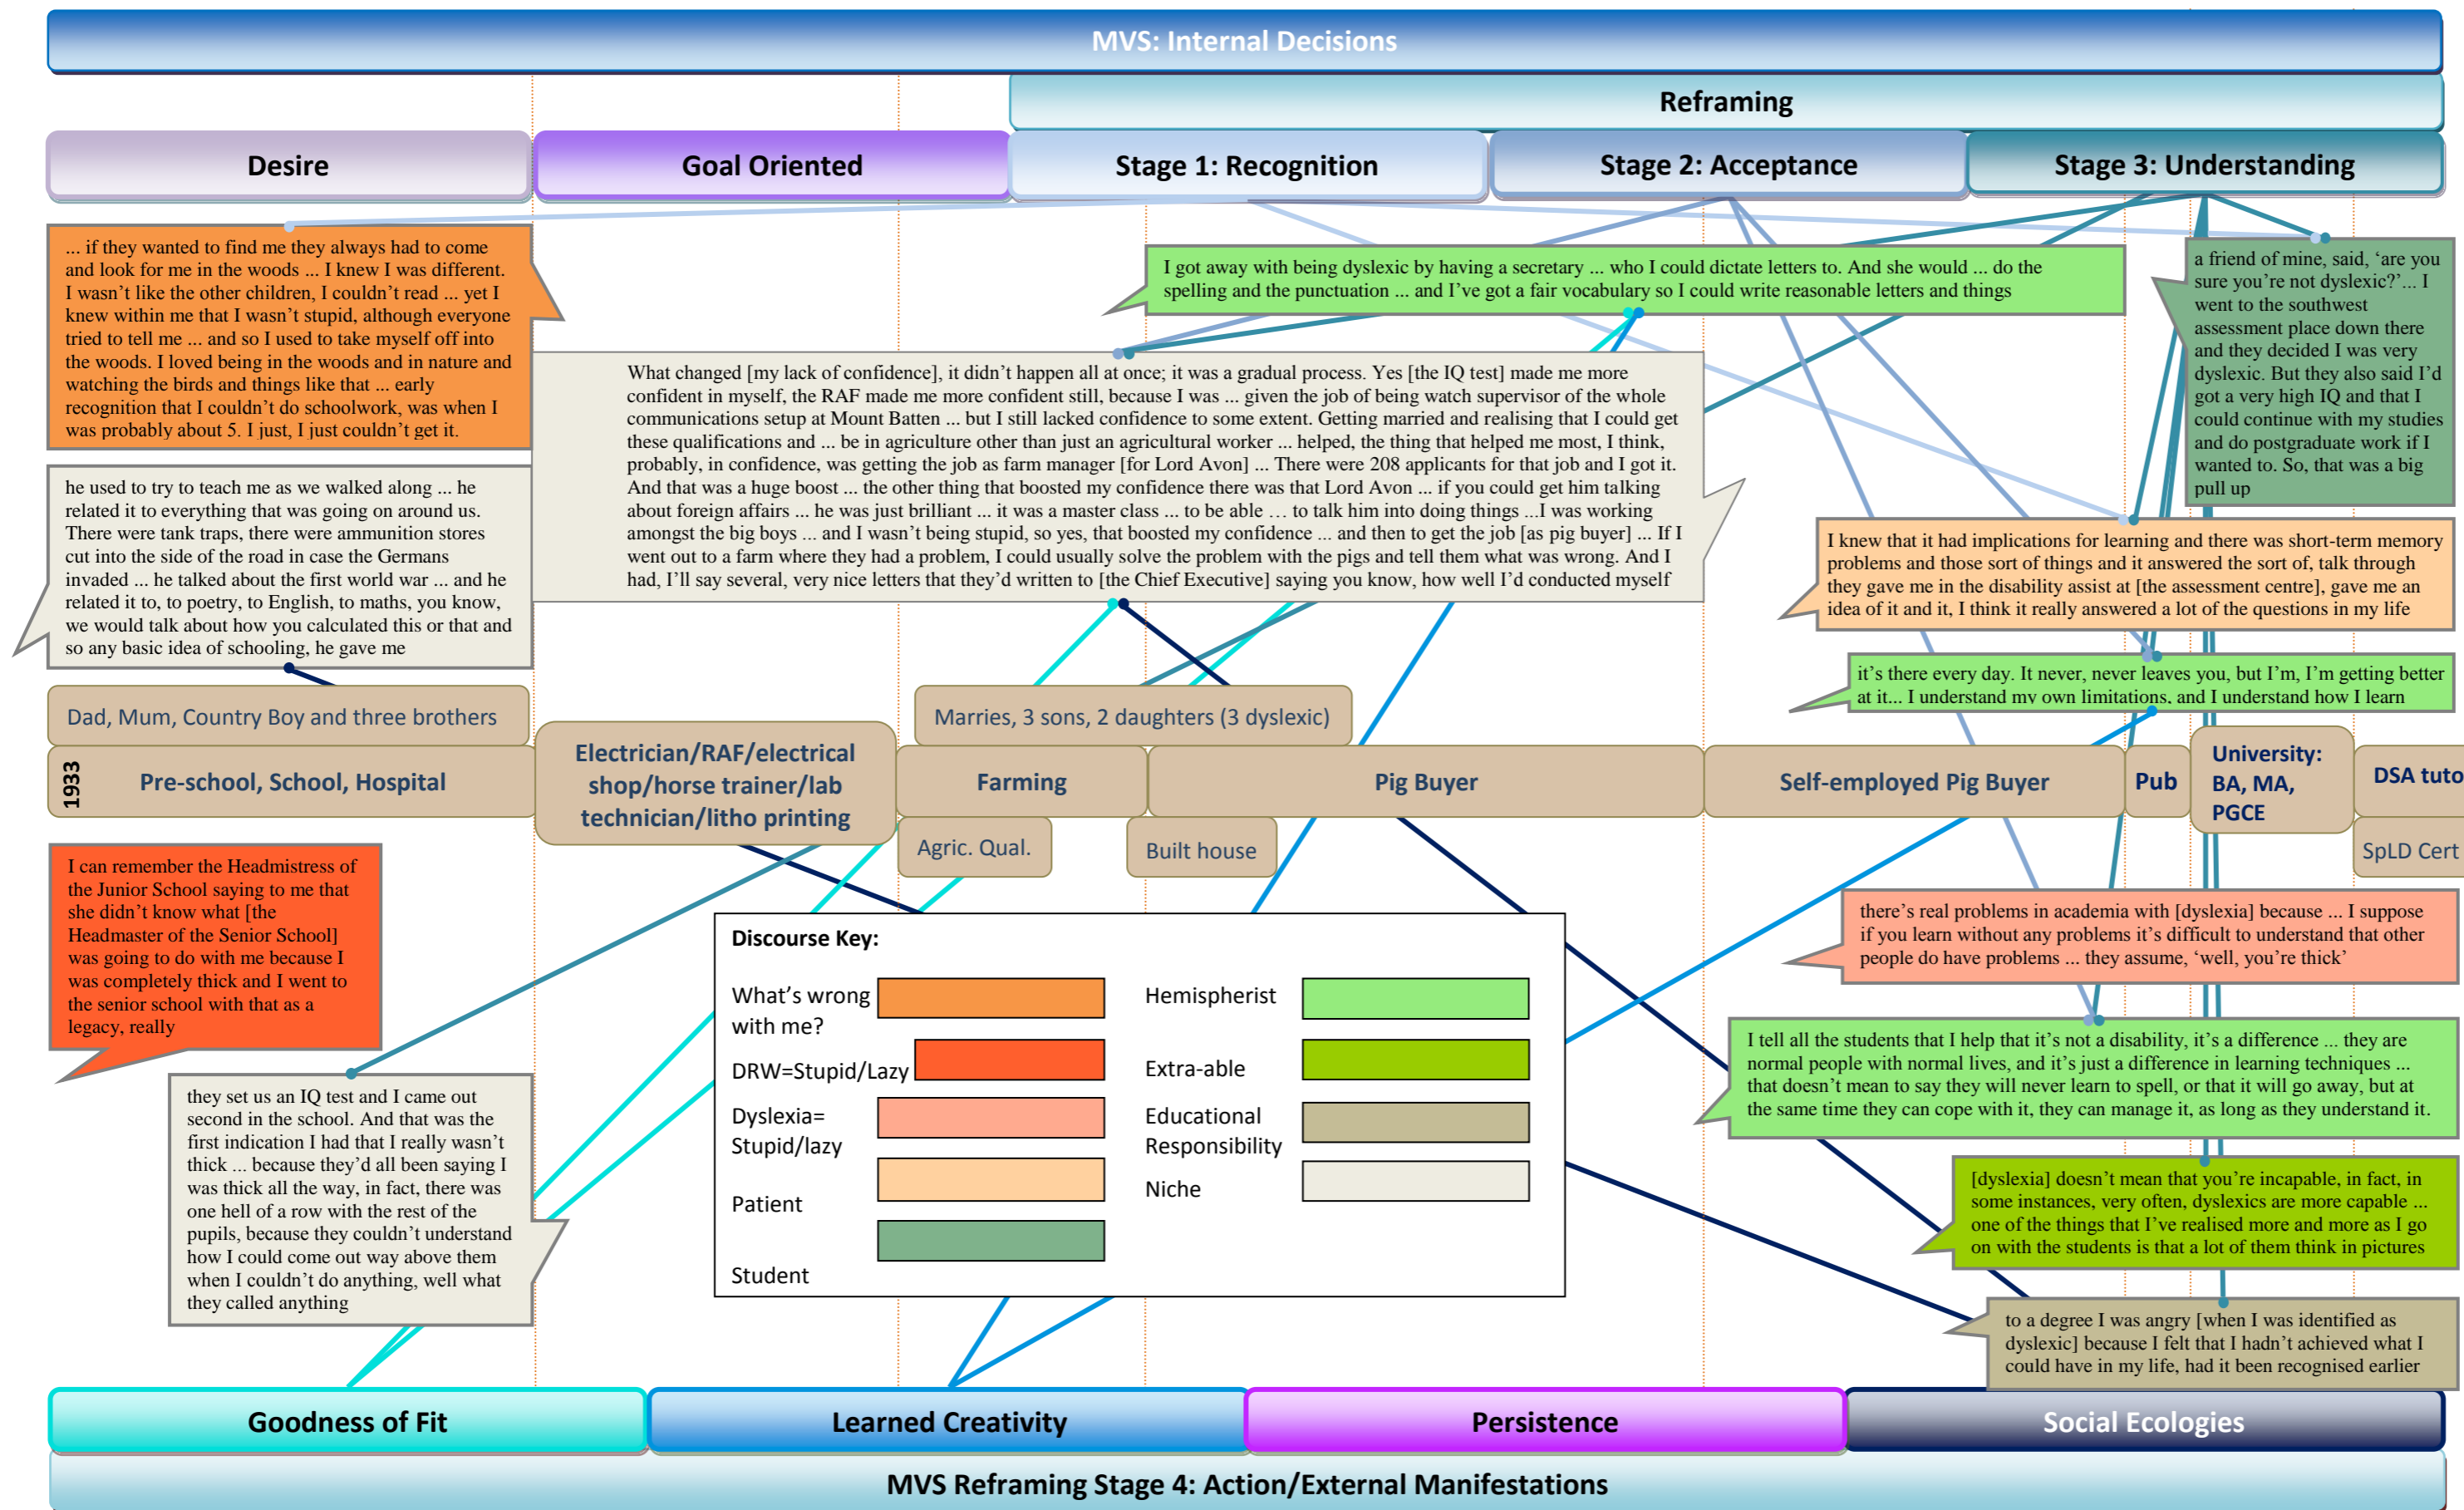 MVS: Internal Decisions
Reframing
Desire
Goal Oriented
Stage 1: Recognition
Stage 2: Acceptance
Stage 3: Understanding
... if they wanted to find me they always had to come
and look for me in the woods ... I knew I was different.
I wasn't like the other children, I couldn't read ... yet I
knew within me that I wasn't stupid, although everyone
tried to tell me ... and so I used to take myself off into
the woods. I loved being in the woods and in nature and
watching the birds and things like that ... early
recognition that I couldn't do schoolwork, was when I
was probably about 5. I just, I just couldn't get it.
I got away with being dyslexic by having a secretary ... who I could dictate letters to. And she would ... do the
spelling and the punctuation ... and I've got a fair vocabulary so I could write reasonable letters and things
a friend of mine, said, 'are you
sure you're not dyslexic?'... I
went to the southwest
assessment place down there
and they decided I was very
dyslexic. But they also said I'd
got a very high IQ and that I
could continue with my studies
and do postgraduate work if I
wanted to. So, that was a big
pull up
What changed [my lack of confidence], it didn't happen all at once; it was a gradual process. Yes [the IQ test] made me more
confident in myself, the RAF made me more confident still, because I was ... given the job of being watch supervisor of the whole
communications setup at Mount Batten ... but I still lacked confidence to some extent. Getting married and realising that I could get
these qualifications and ... be in agriculture other than just an agricultural worker ... helped, the thing that helped me most, I think,
probably, in confidence, was getting the job as farm manager [for Lord Avon] ... There were 208 applicants for that job and I got it.
And that was a huge boost ... the other thing that boosted my confidence there was that Lord Avon ... if you could get him talking
about foreign affairs ... he was just brilliant ... it was a master class ... to be able … to talk him into doing things ...I was working
amongst the big boys ... and I wasn't being stupid, so yes, that boosted my confidence ... and then to get the job [as pig buyer] ... If I
went out to a farm where they had a problem, I could usually solve the problem with the pigs and tell them what was wrong. And I
had, I'll say several, very nice letters that they'd written to [the Chief Executive] saying you know, how well I'd conducted myself
he used to try to teach me as we walked along ... he
related it to everything that was going on around us.
There were tank traps, there were ammunition stores
cut into the side of the road in case the Germans
invaded ... he talked about the first world war ... and he
related it to, to poetry, to English, to maths, you know,
we would talk about how you calculated this or that and
so any basic idea of schooling, he gave me
I knew that it had implications for learning and there was short-term memory
problems and those sort of things and it answered the sort of, talk through
they gave me in the disability assist at [the assessment centre], gave me an
idea of it and it, I think it really answered a lot of the questions in my life
it's there every day. It never, never leaves you, but I'm, I'm getting better
at it... I understand my own limitations, and I understand how I learn
Dad, Mum, Country Boy and three brothers
Marries, 3 sons, 2 daughters (3 dyslexic)
1933
Pre-school, School, Hospital
Electrician/RAF/electrical
shop/horse trainer/lab
technician/litho printing
Farming
Pig Buyer
Self-employed Pig Buyer
Pub
University:
BA, MA,
PGCE
DSA tuto
Agric. Qual.
Built house
SpLD Cert
I can remember the Headmistress of
the Junior School saying to me that
she didn't know what [the
Headmaster of the Senior School]
was going to do with me because I
was completely thick and I went to
the senior school with that as a
legacy, really
there's real problems in academia with [dyslexia] because ... I suppose
if you learn without any problems it's difficult to understand that other
people do have problems ... they assume, 'well, you're thick'
Discourse Key:
What's wrong
with me?
DRW=Stupid/Lazy
Dyslexia=
Stupid/lazy
Patient
Student
Hemispherist
Extra-able
Educational
Responsibility
Niche
I tell all the students that I help that it's not a disability, it's a difference ... they are
normal people with normal lives, and it's just a difference in learning techniques ...
that doesn't mean to say they will never learn to spell, or that it will go away, but at
the same time they can cope with it, they can manage it, as long as they understand it.
they set us an IQ test and I came out
second in the school. And that was the
first indication I had that I really wasn't
thick ... because they'd all been saying I
was thick all the way, in fact, there was
one hell of a row with the rest of the
pupils, because they couldn't understand
how I could come out way above them
when I couldn't do anything, well what
they called anything
[dyslexia] doesn't mean that you're incapable, in fact, in
some instances, very often, dyslexics are more capable ...
one of the things that I've realised more and more as I go
on with the students is that a lot of them think in pictures
to a degree I was angry [when I was identified as
dyslexic] because I felt that I hadn't achieved what I
could have in my life, had it been recognised earlier
Goodness of Fit
Learned Creativity
Persistence
Social Ecologies
MVS Reframing Stage 4: Action/External Manifestations